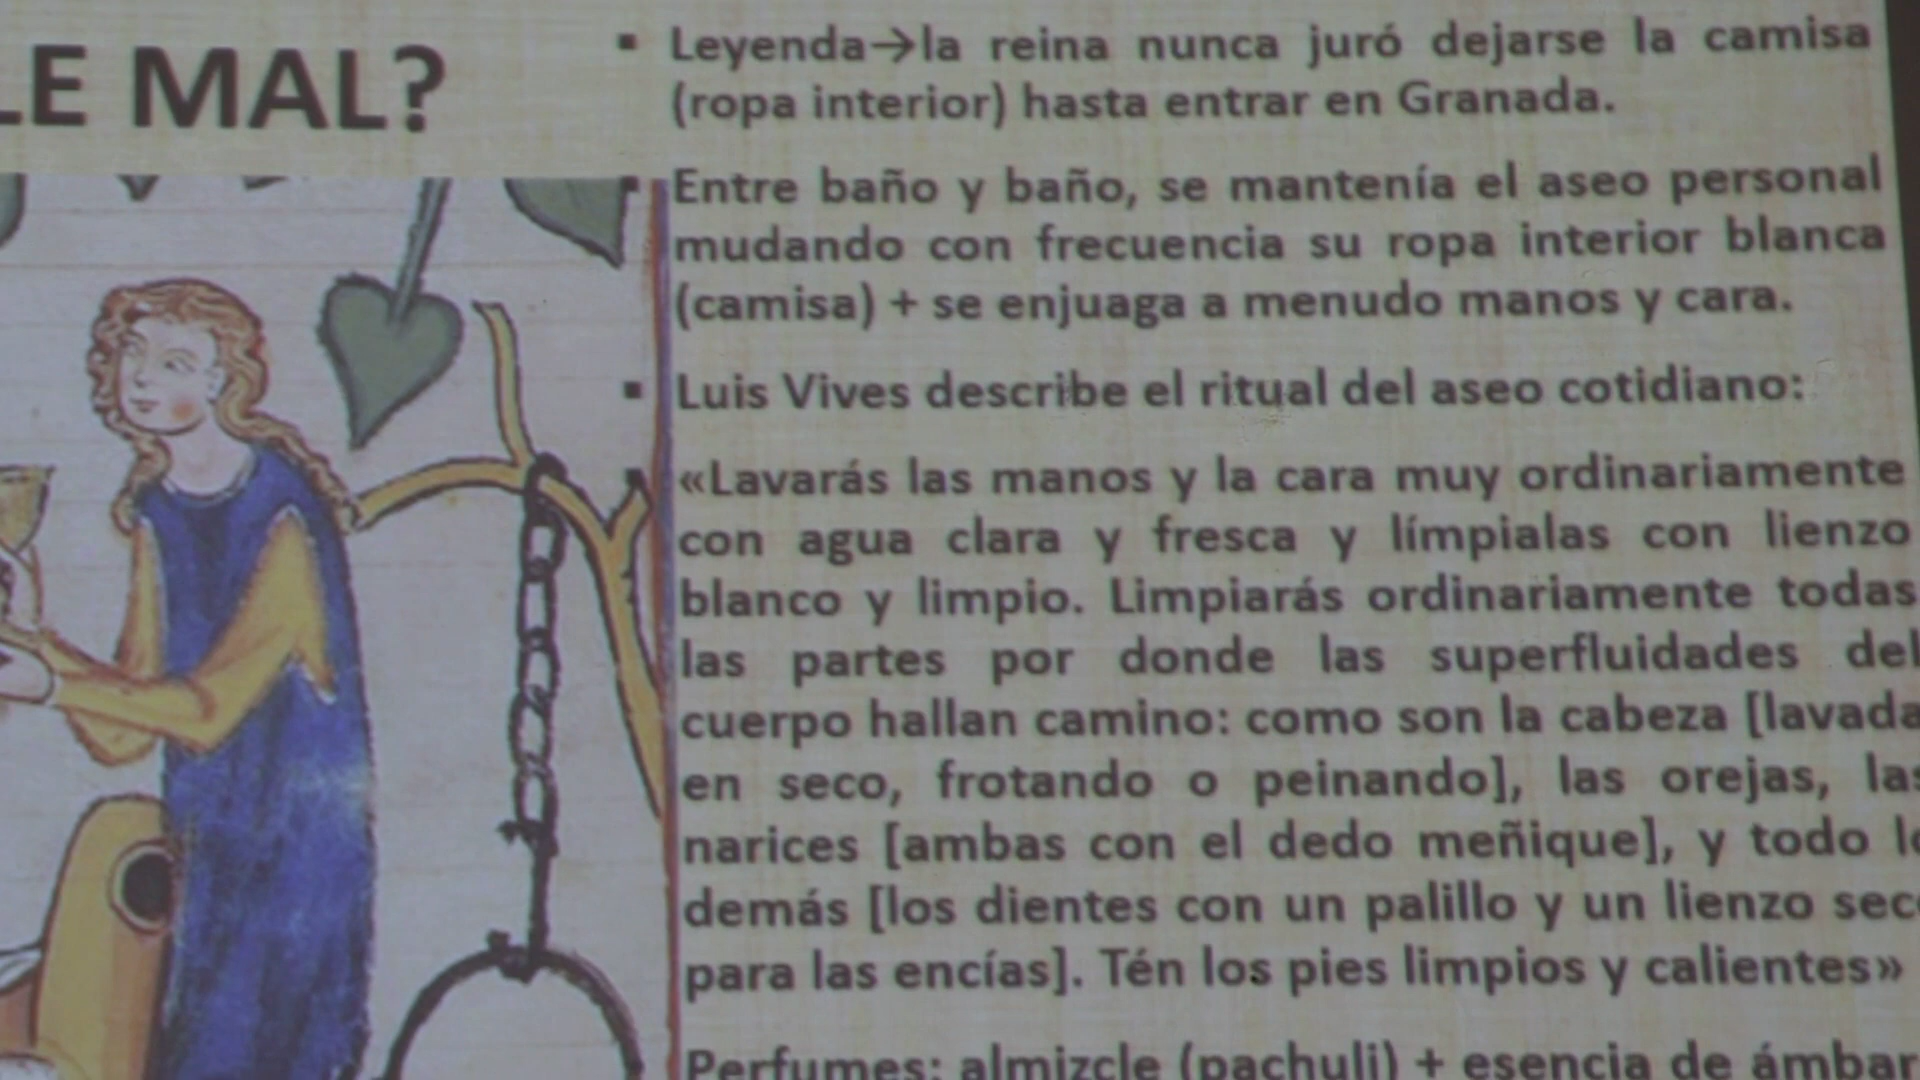 LE MAL?
▪ Leyenda→la reina nunca juró dejarse la camisa
(ropa interior) hasta entrar en Granada.
▪ Entre baño y baño, se mantenía el aseo personal
mudando con frecuencia su ropa interior blanca
(camisa) + se enjuaga a menudo manos y cara.
▪ Luis Vives describe el ritual del aseo cotidiano:
▪ «Lavarás las manos y la cara muy ordinariamente
con agua clara y fresca y límpialas con lienzo
blanco y limpio. Limpiarás ordinariamente todas
las partes por donde las superfluidades del
cuerpo hallan camino: como son la cabeza [lavada
en seco, frotando o peinando], las orejas, las
narices [ambas con el dedo meñique], y todo lo
demás [los dientes con un palillo y un lienzo sec
para las encías]. Tén los pies limpios y calientes»
Perfumes: almizcle (pachuli) + esencia de ámbar